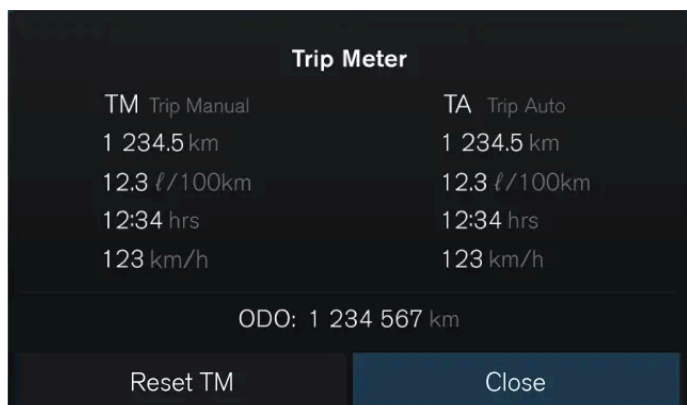 Trip Meter
TM Trip Manual TA Trip Auto
1 234.5 km 1 234.5 km
12.3 ℓ/100km 12.3 ℓ/100km
12:34 hrs 12:34 hrs
123 km/h 123 km/h
ODO: 1 234 567 km
Reset TM Close